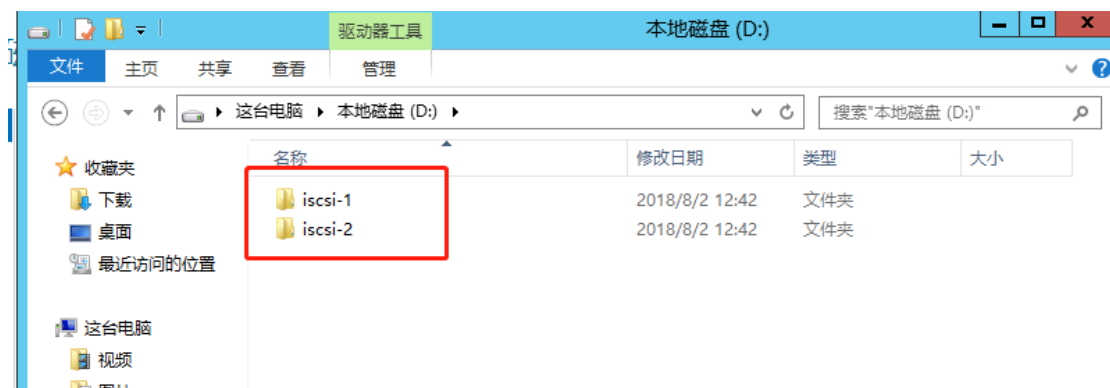 驱动器工具
本地磁盘 (D:)
文件 主页 共享 查看 管理
这台电脑 本地磁盘 (D:)
搜索"本地磁盘 (D:)"
名称 修改日期 类型 大小
收藏夹
下载
桌面
最近访问的位置
iscsi-1 2018/8/2 12:42 文件夹
iscsi-2 2018/8/2 12:42 文件夹
这台电脑
视频